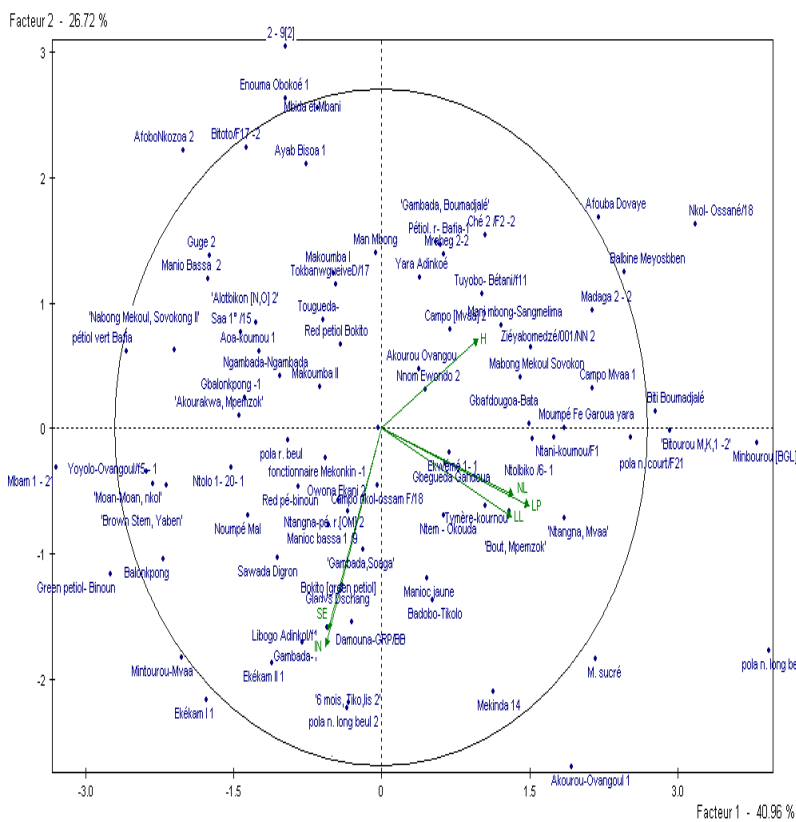 Facteur 2 - 26.72 %
2 - 9[2]
3
Enouma Obokoé 1
Mbida et Mbani
AfoboNkozoa 2
Bitoto/F17 -2
Ayab Bisoa 1
2
'Gambada, Boumadjalé'
Afouba Dovaye
Nkol- Ossané/18
Pétiol. r- Bafia-1
Ché 2 /F2 -2
Guge 2
Man Mbong
Mrebeg 2-2
Manio Bassa 2
Makoumba I
TokbanwgueiveD/17
Yara Adinkoé
Balbine Meyosbben
Tuyobo- Bétani/f11
'Alotbikon [N,O] 2'
Madaga 2 - 2
1
'Nabong Mekoul, Sovokong II'
Saa 1" /15
Tougueda-
Campo [Mvaa] 2
Mani mbong-Sangmelima
pétiol vert Bafia
Aoa-koumou 1
Red petiol Bokito
H
Ziéyabomedzé/001/NN 2
Ngambada-Ngambada
Akourou Ovangou
Mabong Mekoul Sovokon
Gbalonkpong -1
Makoumba II
Nnom Ewondo 2
Campo Mvaa 1
'Akourakwa, Mpemzok'
Gbafdougoa-Bata
Biti Boumadjalé
Moumpé Fe Garoua yara
0
'Bitourou M,K,1 -2'
Minbourou [BGL]
pola r. beul
Ntani-koumou/F1
pola n.court/F21
Mbam 1 - 2'
Yoyolo-Ovangoul/f5 - 1
Ntolo 1- 20- 1
fonctionnaire Mekonkin -1
Ekwemé 1- 1
Ntolbiko /6- 1
'Moan-Moan, nkol'
Owona Ekani 2
Gbegueda Gandoua
NL
'Brown Stem, Yaben'
Red pé-binoun
Campo nkol-ossam F/18
LP
Noumpé Mal
Ntangna-pé, r.[OM] 2
Tymère-kournou
LL
'Ntangna, Mvaa'
Manioc bassa 1 /9
Ntem - Okouda
'Bout, Mpemzok'
-1
Balonkpong
Sawada Digron
'Gambada,Soaga'
Green petiol- Binoun
Bokito [green petiol]
Manioc jaune
Gladys Dschang
Badobo-Tikolo
SE
Libogo Adinkol/f1
IN
Damouna-GRP/BB
Mintourou-Mvaa
Gambada-
M. sucré
pola n. long beu
-2
Ekékam II 1
Ekékam I 1
'6 mois, Tiko,lis 2'
Mekinda 14
pola n. long beul 2
Akourou-Ovangoul 1
-3.0
-1.5
0
1.5
3.0
Facteur 1 - 40.96 %